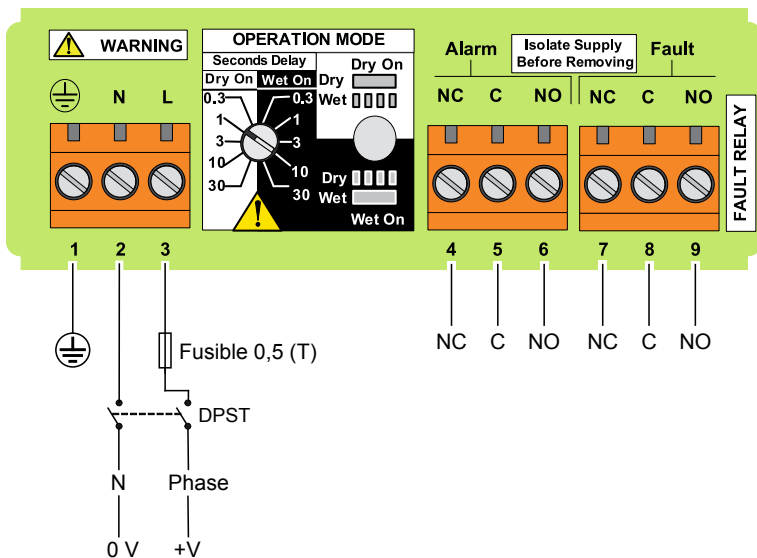 WARNING
N L
OPERATION MODE
Seconds Delay
Dry On Wet On
0.3 0.3
1 1
3 3
10 10
30 30
Dry On
Dry
Wet
Dry
Wet
Wet On
Alarm
Isolate Supply
Before Removing
Fault
NC C NO NC C NO
FAULT RELAY
1 2 3 4 5 6 7 8 9
NC C NO NC C NO
Fusible 0,5 (T)
DPST
N Phase
0 V +V